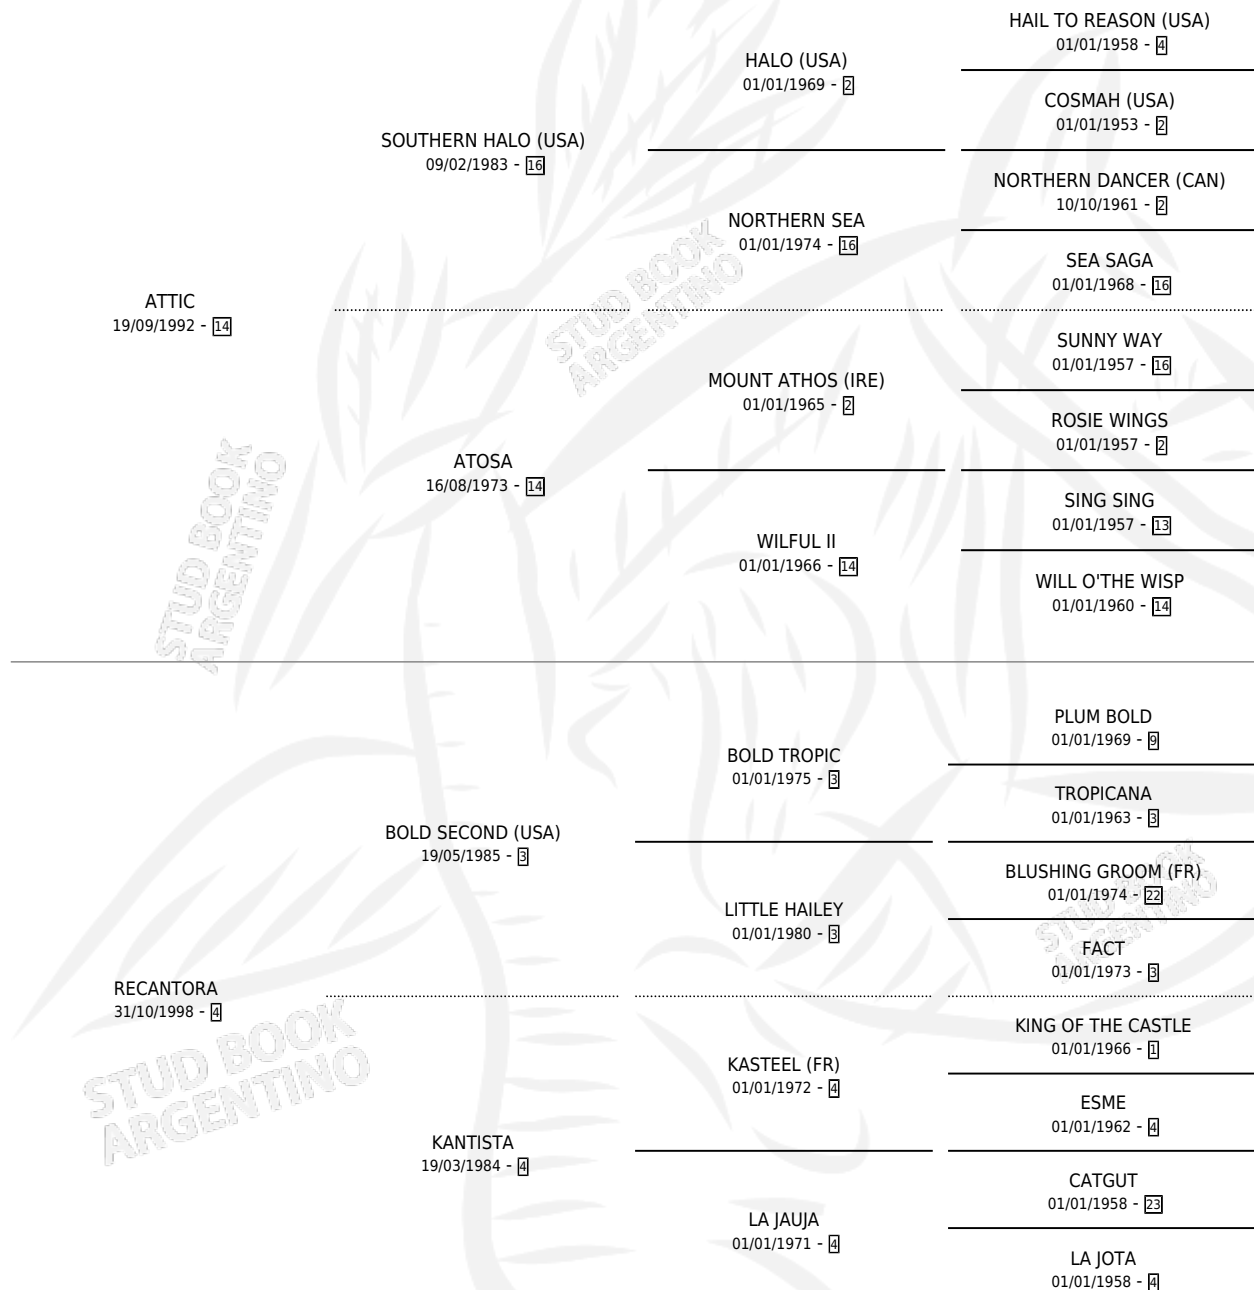 HAIL TO REASON (USA)
01/01/1958 - 4
HALO (USA)
01/01/1969 - 2
COSMAH (USA)
01/01/1953 - 2
SOUTHERN HALO (USA)
09/02/1983 - 16
NORTHERN DANCER (CAN)
10/10/1961 - 2
NORTHERN SEA
01/01/1974 - 16
SEA SAGA
01/01/1968 - 16
ATTIC
19/09/1992 - 14
SUNNY WAY
01/01/1957 - 16
MOUNT ATHOS (IRE)
01/01/1965 - 2
ROSIE WINGS
01/01/1957 - 2
ATOSA
16/08/1973 - 14
SING SING
01/01/1957 - 13
WILFUL II
01/01/1966 - 14
WILL O'THE WISP
01/01/1960 - 14
PLUM BOLD
01/01/1969 - 9
BOLD TROPIC
01/01/1975 - 3
TROPICANA
01/01/1963 - 3
BOLD SECOND (USA)
19/05/1985 - 3
BLUSHING GROOM (FR)
01/01/1974 - 22
LITTLE HAILEY
01/01/1980 - 3
FACT
01/01/1973 - 3
RECANTORA
31/10/1998 - 4
KING OF THE CASTLE
01/01/1966 - 1
KASTEEL (FR)
01/01/1972 - 4
ESME
01/01/1962 - 4
KANTISTA
19/03/1984 - 4
CATGUT
01/01/1958 - 23
LA JAUJA
01/01/1971 - 4
LA JOTA
01/01/1958 - 4
STUD BOOK
ARGENTINO
STUD BOOK
ARGENTINO
STUD BOOK
ARGENTINO
STUD BOOK
ARGENTINO